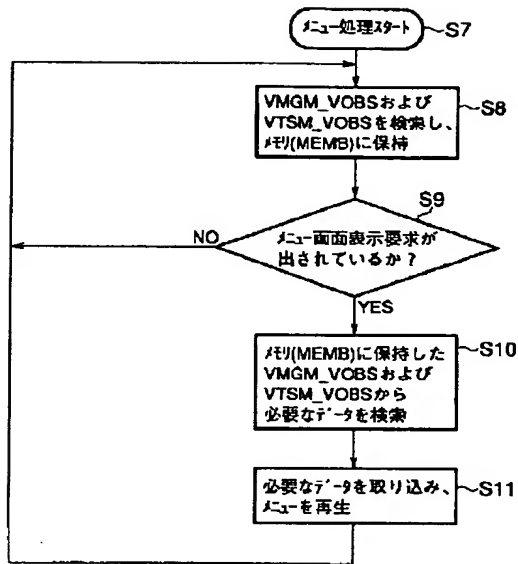 メニュー処理スタート
S7
VMGM_VOBSおよび
VTSM_VOBSを検索し、
メモリ(MEMB)に保持
S8
S9
メニュー画面表示要求が
出されているか?
NO
YES
メモリ(MEMB)に保持した
VMGM_VOBSおよび
VTSM_VOBSから
必要なデータを検索
S10
必要なデータを取り込み、
メニューを再生
S11